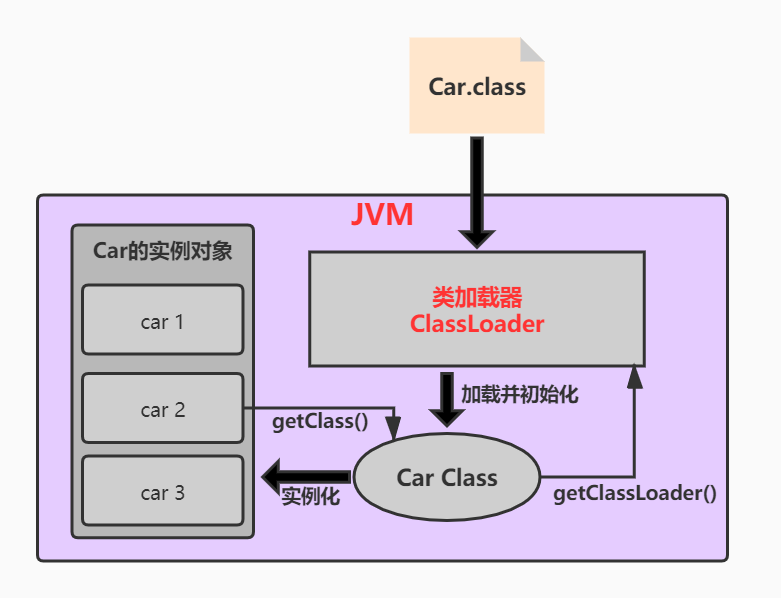 Car.class
JVM
Car的实例对象
car 1
car 2
car 3
类加载器
ClassLoader
加载并初始化
getClass()
Car Class
实例化
getClassLoader()